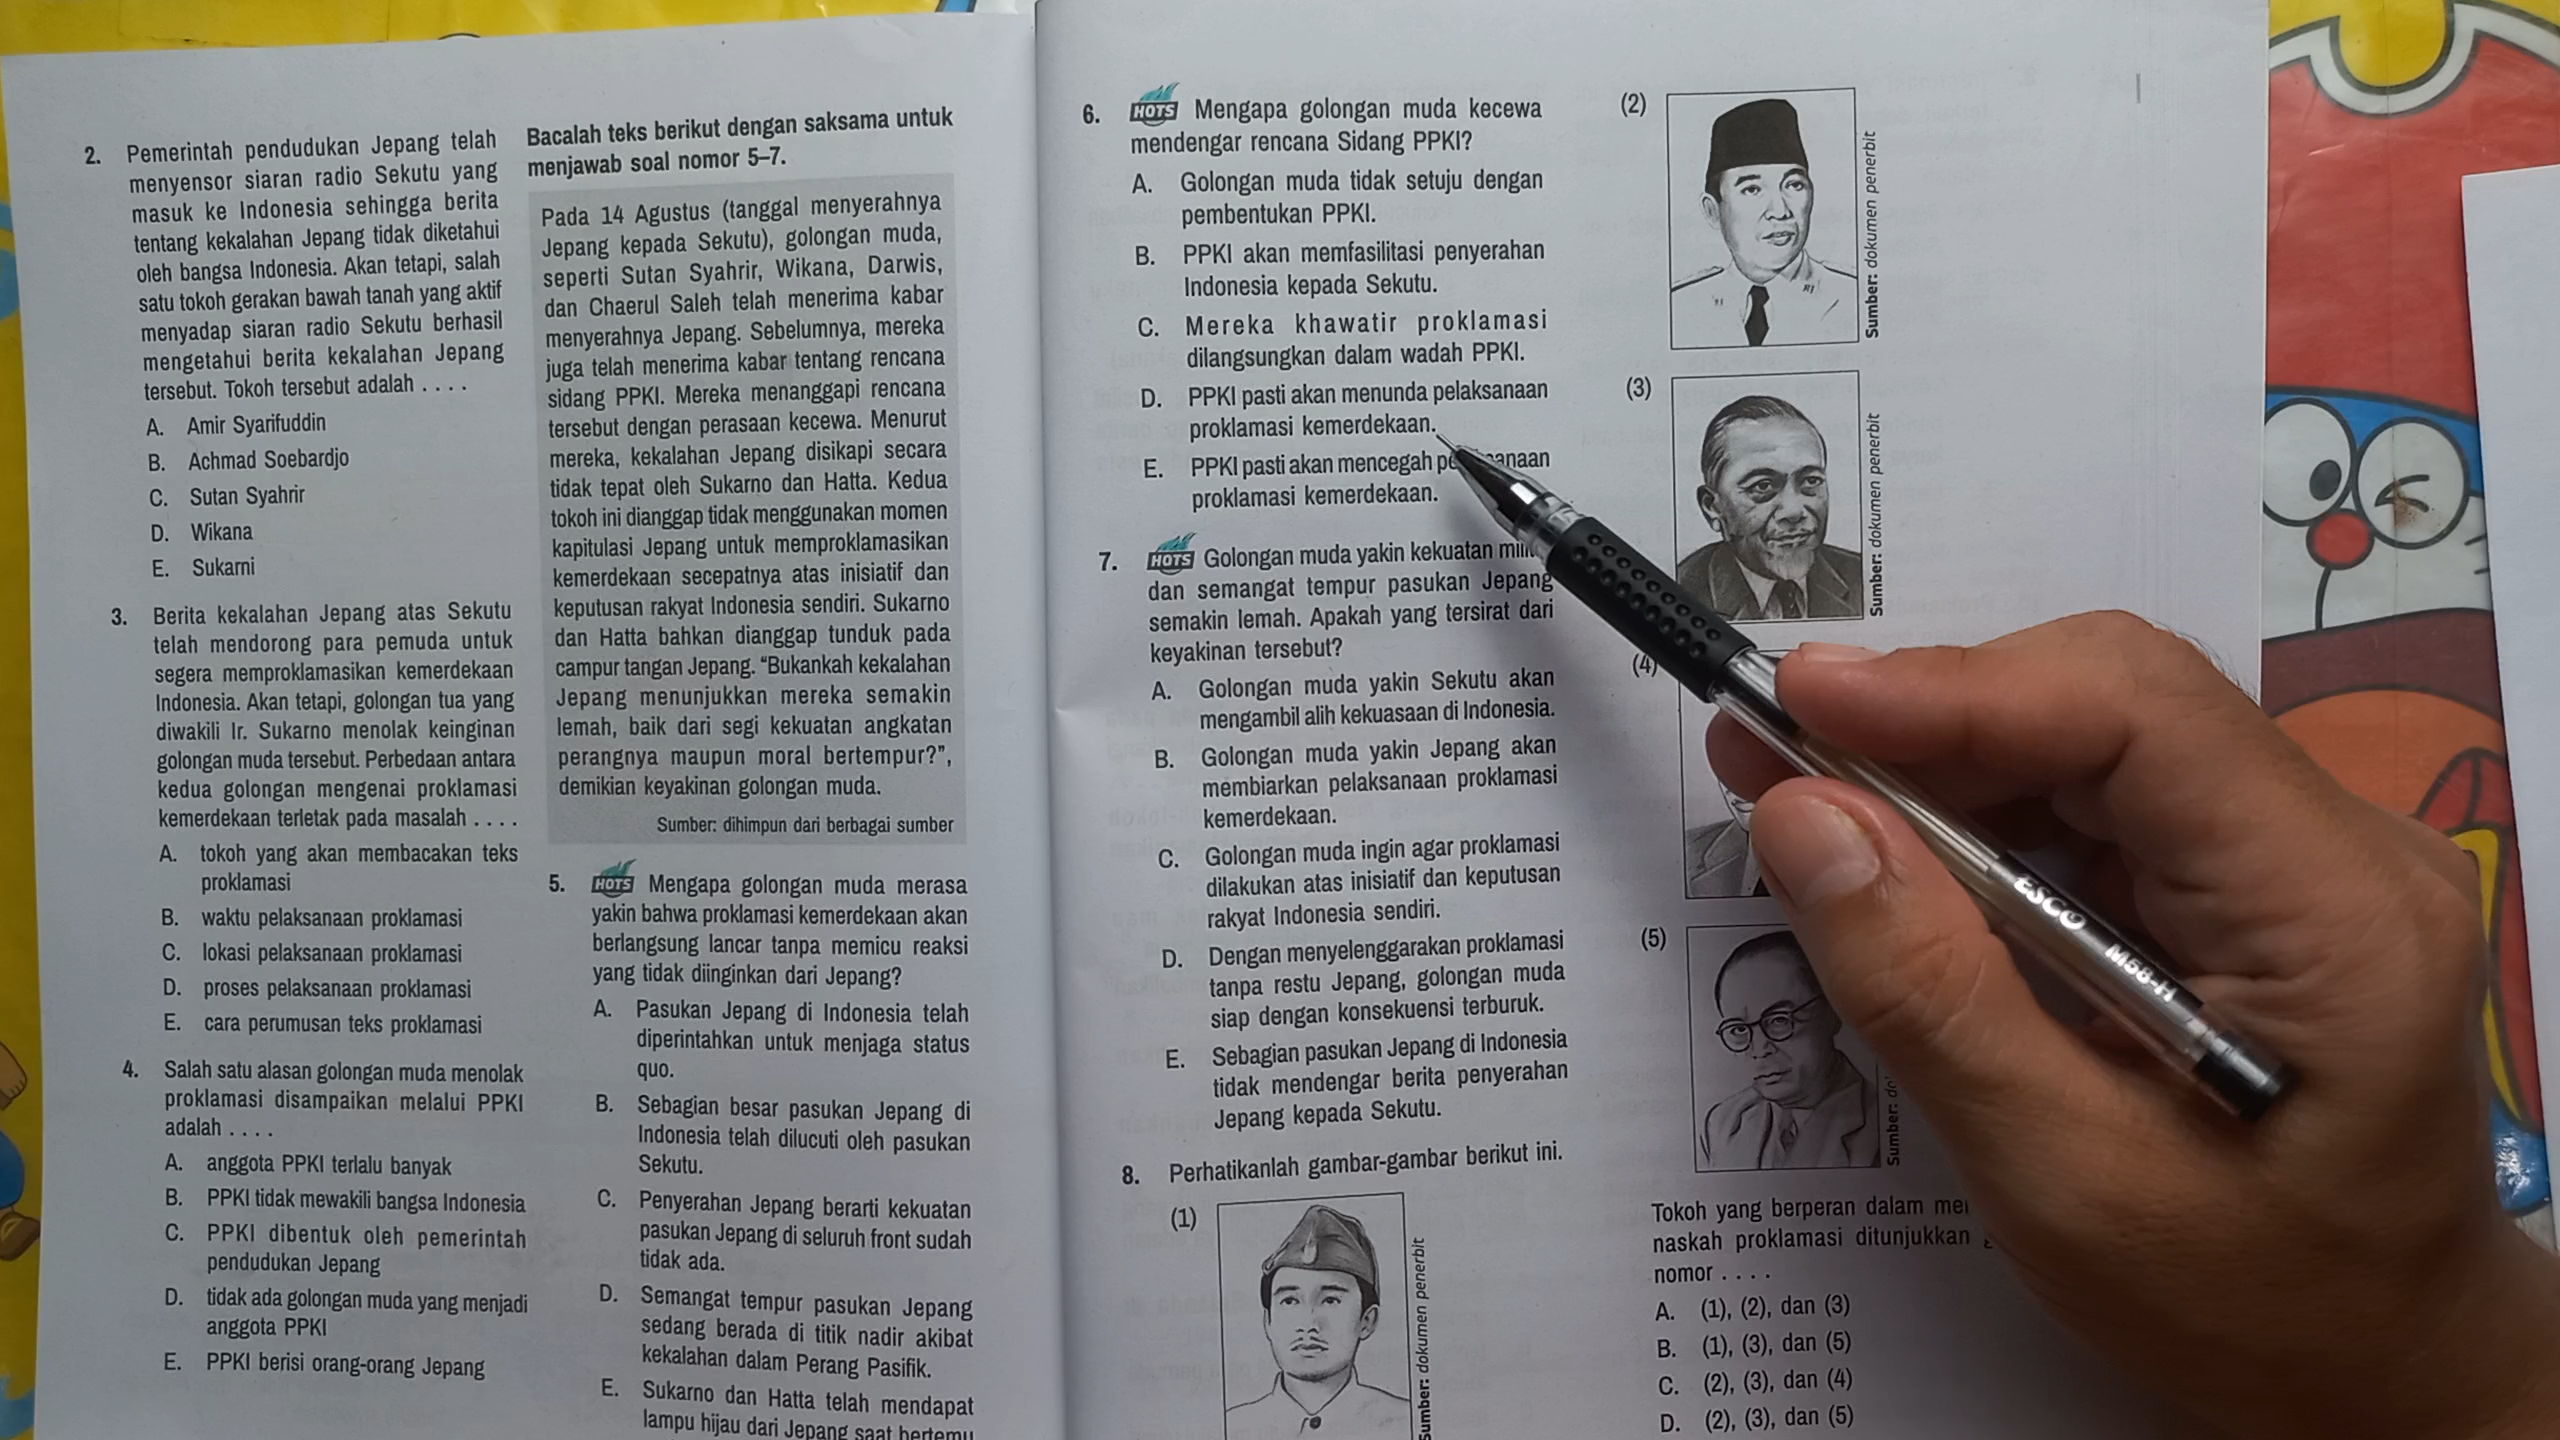 2. Pemerintah pendudukan Jepang telah
menyensor siaran radio Sekutu yang
masuk ke Indonesia sehingga berita
tentang kekalahan Jepang tidak diketahui
oleh bangsa Indonesia. Akan tetapi, salah
satu tokoh gerakan bawah tanah yang aktif
menyadap siaran radio Sekutu berhasil
mengetahui berita kekalahan Jepang
tersebut. Tokoh tersebut adalah . . . .
A. Amir Syarifuddin
B. Achmad Soebardjo
C. Sutan Syahrir
D. Wikana
E. Sukarni
3. Berita kekalahan Jepang atas Sekutu
telah mendorong para pemuda untuk
segera memproklamasikan kemerdekaan
Indonesia. Akan tetapi, golongan tua yang
diwakili Ir. Sukarno menolak keinginan
golongan muda tersebut. Perbedaan antara
kedua golongan mengenai proklamasi
kemerdekaan terletak pada masalah . . . .
A. tokoh yang akan membacakan teks
proklamasi
B. waktu pelaksanaan proklamasi
C. lokasi pelaksanaan proklamasi
D. proses pelaksanaan proklamasi
E. cara perumusan teks proklamasi
4. Salah satu alasan golongan muda menolak
proklamasi disampaikan melalui PPKI
adalah . . . .
A. anggota PPKI terlalu banyak
B. PPKI tidak mewakili bangsa Indonesia
C. PPKI dibentuk oleh pemerintah
pendudukan Jepang
D. tidak ada golongan muda yang menjadi
anggota PPKI
E. PPKI berisi orang-orang Jepang
Bacalah teks berikut dengan saksama untuk
menjawab soal nomor 5–7.
Pada 14 Agustus (tanggal menyerahnya
Jepang kepada Sekutu), golongan muda,
seperti Sutan Syahrir, Wikana, Darwis,
dan Chaerul Saleh telah menerima kabar
menyerahnya Jepang. Sebelumnya, mereka
juga telah menerima kabar tentang rencana
sidang PPKI. Mereka menanggapi rencana
tersebut dengan perasaan kecewa. Menurut
mereka, kekalahan Jepang disikapi secara
tidak tepat oleh Sukarno dan Hatta. Kedua
tokoh ini dianggap tidak menggunakan momen
kapitulasi Jepang untuk memproklamasikan
kemerdekaan secepatnya atas inisiatif dan
keputusan rakyat Indonesia sendiri. Sukarno
dan Hatta bahkan dianggap tunduk pada
campur tangan Jepang. “Bukankah kekalahan
Jepang menunjukkan mereka semakin
lemah, baik dari segi kekuatan angkatan
perangnya maupun moral bertempur?”,
demikian keyakinan golongan muda.
Sumber: dihimpun dari berbagai sumber
5. HOTS Mengapa golongan muda merasa
yakin bahwa proklamasi kemerdekaan akan
berlangsung lancar tanpa memicu reaksi
yang tidak diinginkan dari Jepang?
A. Pasukan Jepang di Indonesia telah
diperintahkan untuk menjaga status
quo.
B. Sebagian besar pasukan Jepang di
Indonesia telah dilucuti oleh pasukan
Sekutu.
C. Penyerahan Jepang berarti kekuatan
pasukan Jepang di seluruh front sudah
tidak ada.
D. Semangat tempur pasukan Jepang
sedang berada di titik nadir akibat
kekalahan dalam Perang Pasifik.
E. Sukarno dan Hatta telah mendapat
lampu hijau dari Jepang saat bertemu
6. HOTS Mengapa golongan muda kecewa
mendengar rencana Sidang PPKI?
A. Golongan muda tidak setuju dengan
pembentukan PPKI.
B. PPKI akan memfasilitasi penyerahan
Indonesia kepada Sekutu.
C. Mereka khawatir proklamasi
dilangsungkan dalam wadah PPKI.
D. PPKI pasti akan menunda pelaksanaan
proklamasi kemerdekaan.
E. PPKI pasti akan mencegah
proklamasi kemerdekaan.
7. HOTS Golongan muda yakin kekuatan
dan semangat tempur pasukan Jepang
semakin lemah. Apakah yang tersirat dari
keyakinan tersebut?
A. Golongan muda yakin Sekutu akan
mengambil alih kekuasaan di Indonesia.
B. Golongan muda yakin Jepang akan
membiarkan pelaksanaan proklamasi
kemerdekaan.
C. Golongan muda ingin agar proklamasi
dilakukan atas inisiatif dan keputusan
rakyat Indonesia sendiri.
D. Dengan menyelenggarakan proklamasi
tanpa restu Jepang, golongan muda
siap dengan konsekuensi terburuk.
E. Sebagian pasukan Jepang di Indonesia
tidak mendengar berita penyerahan
Jepang kepada Sekutu.
8. Perhatikanlah gambar-gambar berikut ini.
(1)
Sumber: dokumen penerbit
(2)
Sumber: dokumen penerbit
(3)
Sumber: dokumen penerbit
(4)
(5)
Sumber:
Tokoh yang berperan dalam
naskah proklamasi ditunjukkan
nomor . . . .
A. (1), (2), dan (3)
B. (1), (3), dan (5)
C. (2), (3), dan (4)
D. (2), (3), dan (5)
ESCO M58-H